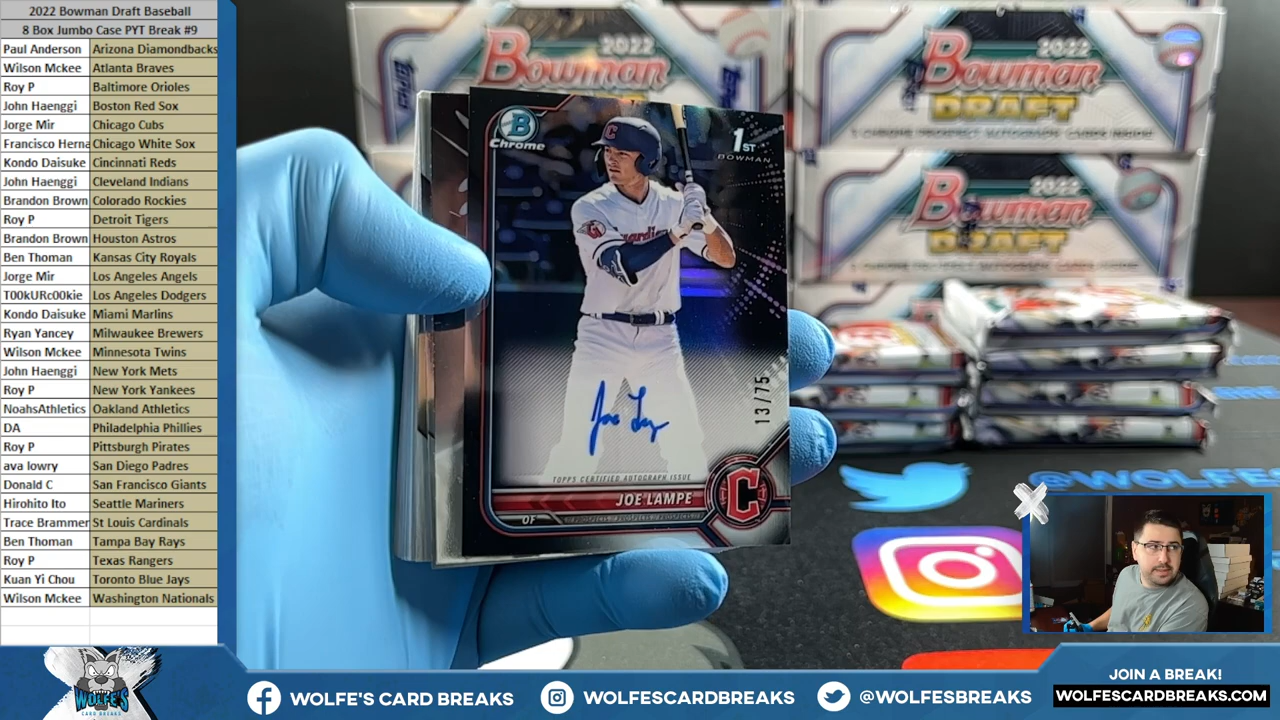 2022 Bowman Draft Baseball
8 Box Jumbo Case PYT Break #9
Paul Anderson Arizona Diamondbacks
Wilson Mckee Atlanta Braves
Roy P Baltimore Orioles
John Haenggi Boston Red Sox
Jorge Mir Chicago Cubs
Francisco Herna Chicago White Sox
Kondo Daisuke Cincinnati Reds
John Haenggi Cleveland Indians
Brandon Brown Colorado Rockies
Roy P Detroit Tigers
Brandon Brown Houston Astros
Ben Thoman Kansas City Royals
Jorge Mir Los Angeles Angels
T00kURc00kie Los Angeles Dodgers
Kondo Daisuke Miami Marlins
Ryan Yancey Milwaukee Brewers
Wilson Mckee Minnesota Twins
John Haenggi New York Mets
Roy P New York Yankees
NoahsAthletics Oakland Athletics
DA Philadelphia Phillies
Roy P Pittsburgh Pirates
ava lowry San Diego Padres
Donald C San Francisco Giants
Hirohito Ito Seattle Mariners
Trace Brammer St Louis Cardinals
Ben Thoman Tampa Bay Rays
Roy P Texas Rangers
Kuan Yi Chou Toronto Blue Jays
Wilson Mckee Washington Nationals
2022
Bowman
DRAFT
2022
Bowman
DRAFT
2022
Bowman
DRAFT
B
Chrome
1ST
BOWMAN
C
13/75
TOPPS CERTIFIED AUTOGRAPH ISSUE
JOE LAMPE
OF
C
@WOLFES
WOLFE'S
CARD BREAKS
WOLFE'S CARD BREAKS
WOLFESCARDBREAKS
@WOLFESBREAKS
JOIN A BREAK!
WOLFESCARDBREAKS.COM